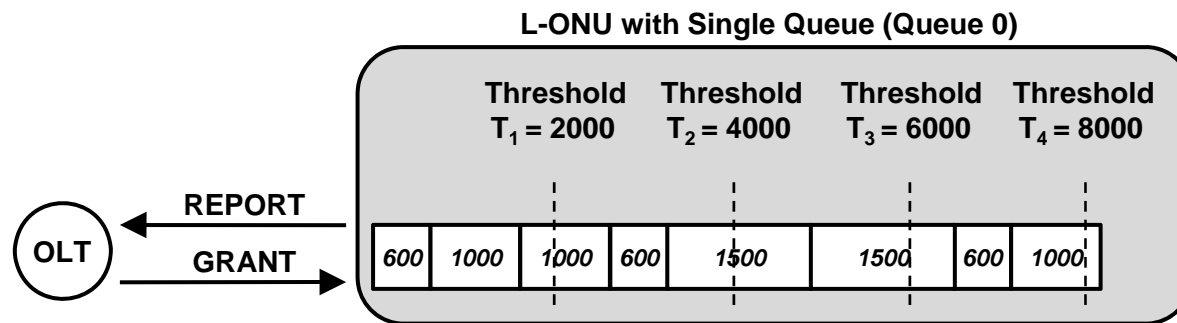 L-ONU with Single Queue (Queue 0)
Threshold Threshold Threshold Threshold
T₁ = 2000 T₂ = 4000 T₃ = 6000 T₄ = 8000
REPORT
OLT
GRANT
600 1000 1000 600 1500 1500 600 1000